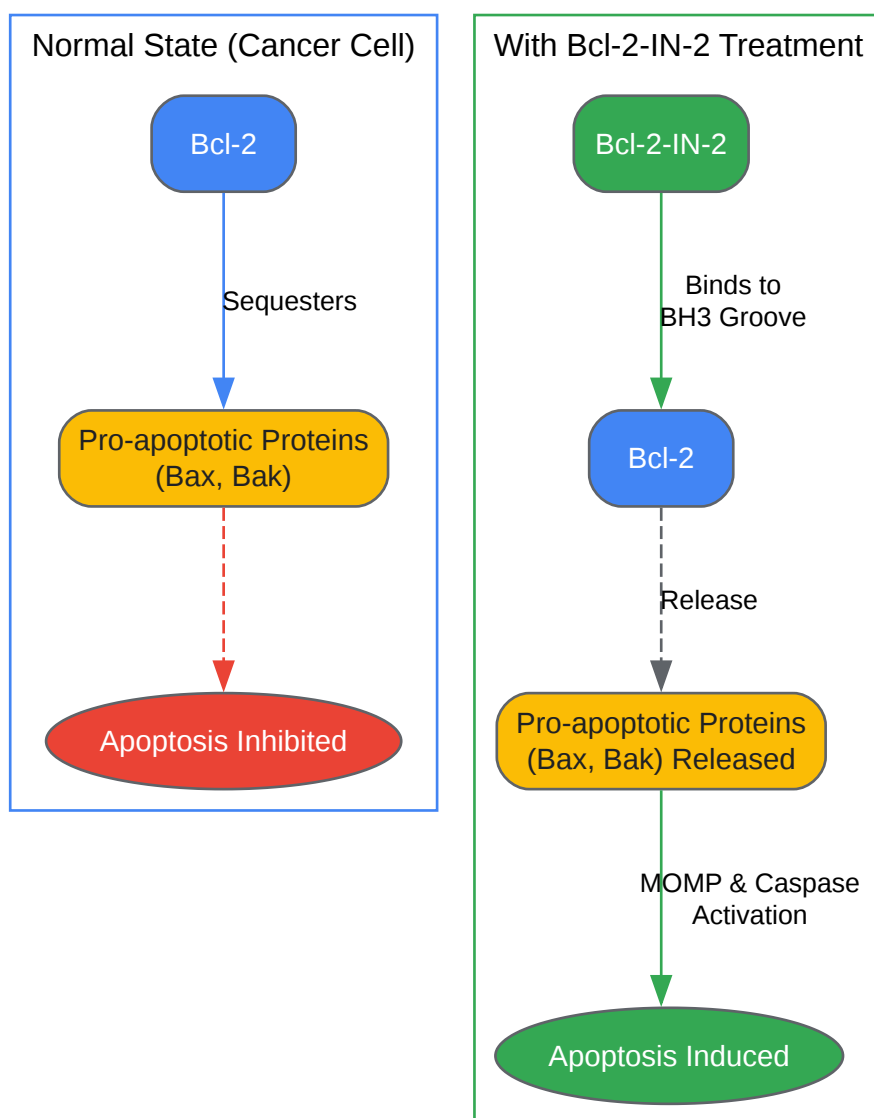 Normal State (Cancer Cell)
Bcl-2
Sequesters
Pro-apoptotic Proteins
(Bax, Bak)
Apoptosis Inhibited
With Bcl-2-IN-2 Treatment
Bcl-2-IN-2
Binds to
BH3 Groove
Bcl-2
Release
Pro-apoptotic Proteins
(Bax, Bak) Released
MOMP & Caspase
Activation
Apoptosis Induced